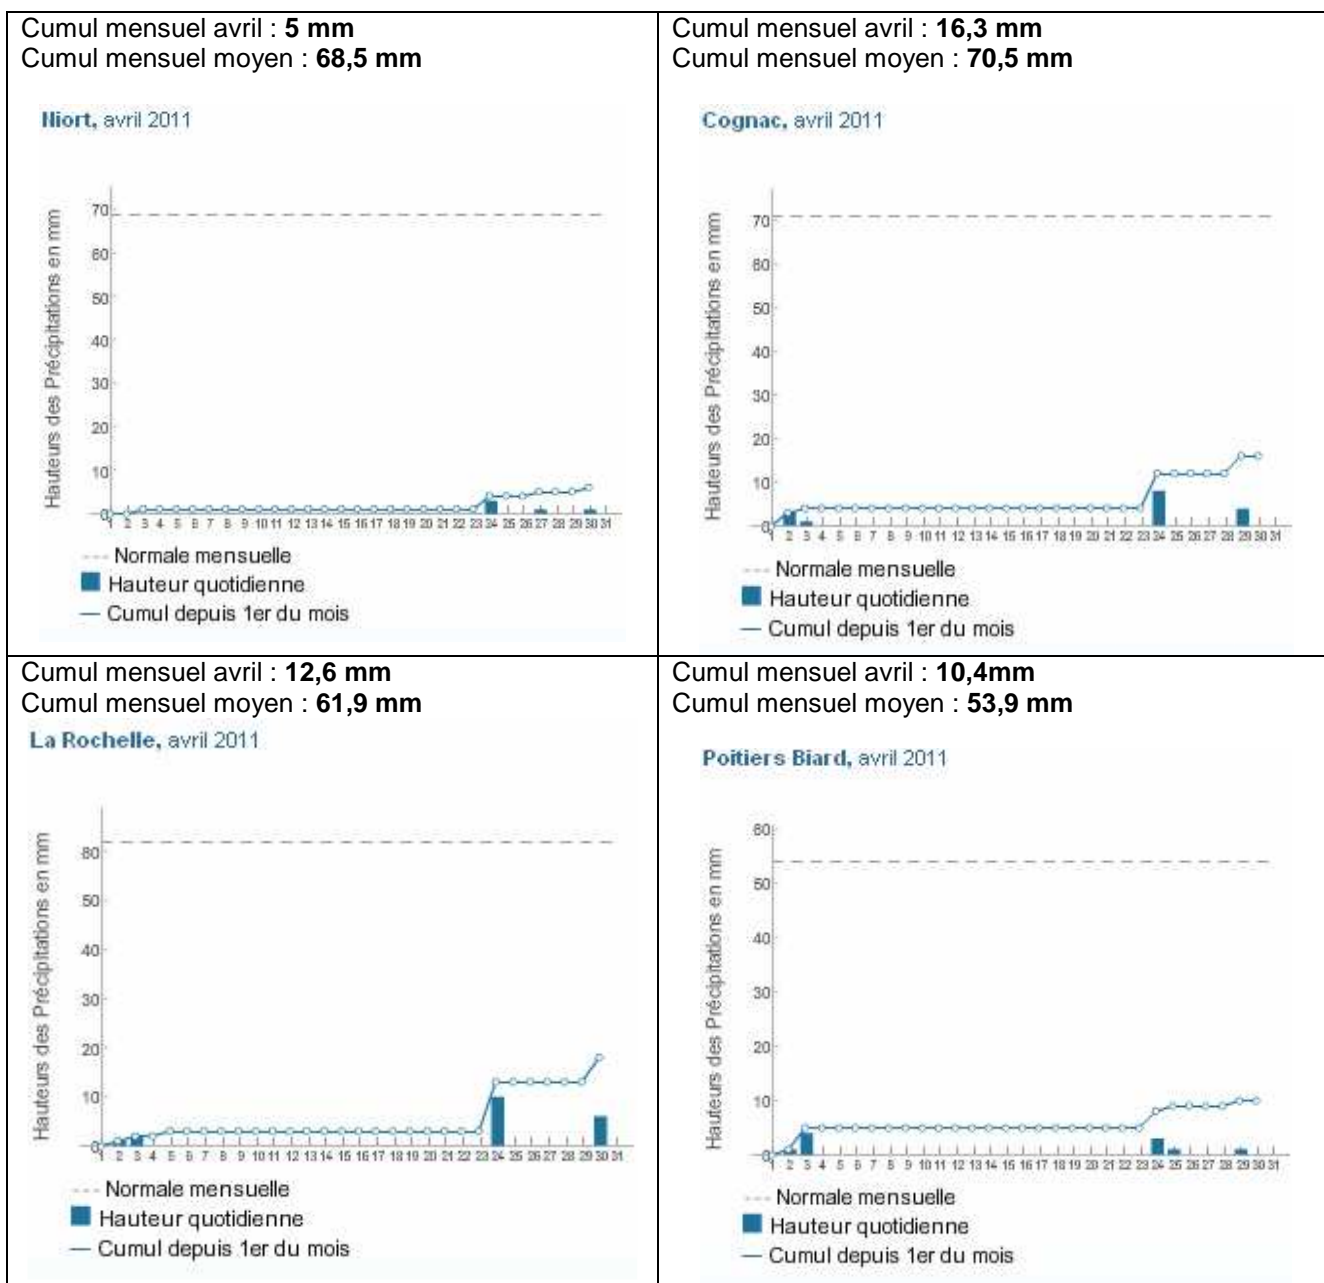 Cumul mensuel avril : 5 mm
Cumul mensuel moyen : 68,5 mm
Niort, avril 2011
Hauteurs des Précipitations en mm
70
60
50
40
30
20
10
0
1 2 3 4 5 6 7 8 9 10 11 12 13 14 15 16 17 18 19 20 21 22 23 24 25 26 27 28 29 30 31
--- Normale mensuelle
Hauteur quotidienne
— Cumul depuis 1er du mois
Cumul mensuel avril : 16,3 mm
Cumul mensuel moyen : 70,5 mm
Cognac, avril 2011
Hauteurs des Précipitations en mm
70
60
50
40
30
20
10
0
1 2 3 4 5 6 7 8 9 10 11 12 13 14 15 16 17 18 19 20 21 22 23 24 25 26 27 28 29 30 31
--- Normale mensuelle
Hauteur quotidienne
— Cumul depuis 1er du mois
Cumul mensuel avril : 12,6 mm
Cumul mensuel moyen : 61,9 mm
La Rochelle, avril 2011
Hauteurs des Précipitations en mm
60
50
40
30
20
10
0
1 2 3 4 5 6 7 8 9 10 11 12 13 14 15 16 17 18 19 20 21 22 23 24 25 26 27 28 29 30 31
--- Normale mensuelle
Hauteur quotidienne
— Cumul depuis 1er du mois
Cumul mensuel avril : 10,4mm
Cumul mensuel moyen : 53,9 mm
Poitiers Biard, avril 2011
Hauteurs des Précipitations en mm
60
50
40
30
20
10
0
1 2 3 4 5 6 7 8 9 10 11 12 13 14 15 16 17 18 19 20 21 22 23 24 25 26 27 28 29 30 31
--- Normale mensuelle
Hauteur quotidienne
— Cumul depuis 1er du mois